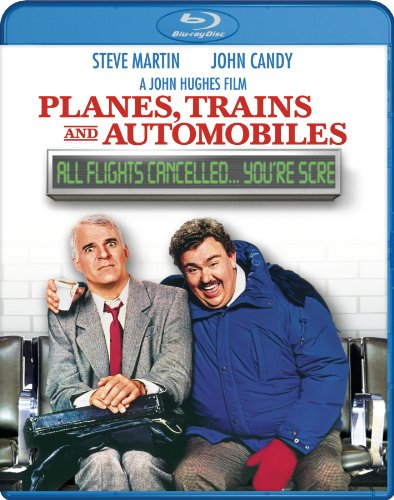 Blu-ray Disc
STEVE MARTIN JOHN CANDY
A JOHN HUGHES FILM
PLANES, TRAINS
AND AUTOMOBILES
ALL FLIGHTS CANCELLED... YOU'RE SCRE